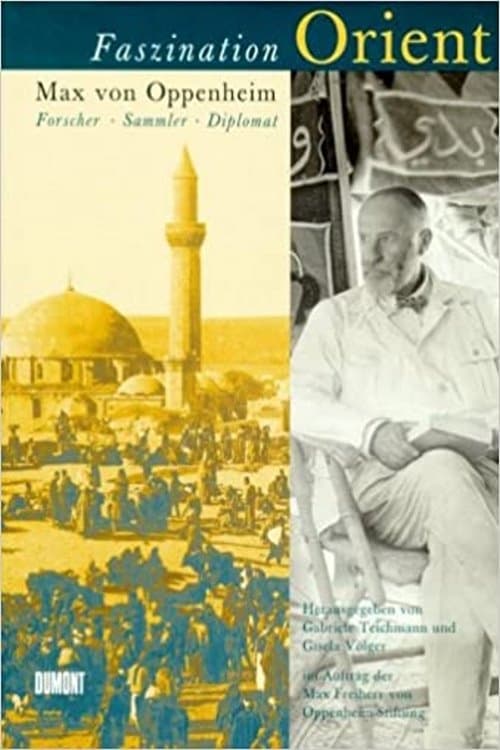 Faszination Orient
Max von Oppenheim
Forscher · Sammler · Diplomat
بدي
و
Herausgegeben von
Gabriele Teichmann und
Gisela Völger
im Auftrag der
Max Freiherr von
Oppenheim-Stiftung
DUMONT